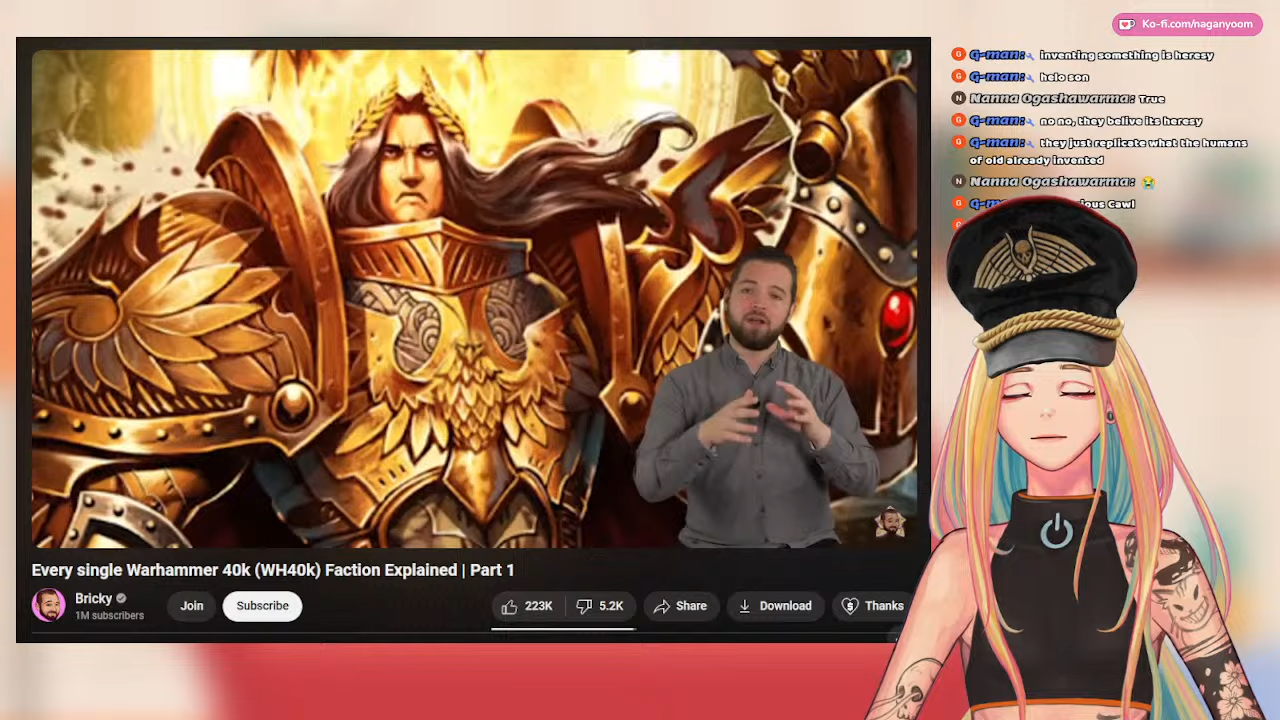 Ko-fi.com/naganyoom
G-man: inventing something is heresy
G-man: helo son
Nanna Ogashawarma: True
G-man: no no, they belive its heresy
G-man: they just replicate what the humans
of old already invented
Nanna Ogashawarma: 😭
Cawl
Every single Warhammer 40k (WH40k) Faction Explained | Part 1
Bricky
1M subscribers
Join
Subscribe
223K
5.2K
Share
Download
Thanks